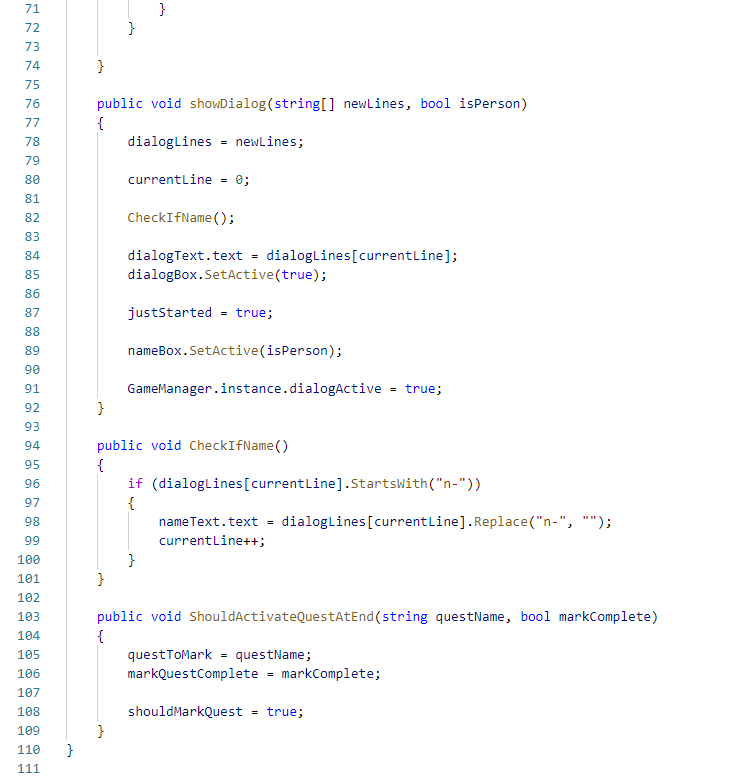 71 }
72 }
73
74 }
75
76 public void showDialog(string[] newLines, bool isPerson)
77 {
78 dialogLines = newLines;
79
80 currentLine = 0;
81
82 CheckIfName();
83
84 dialogText.text = dialogLines[currentLine];
85 dialogBox.SetActive(true);
86
87 justStarted = true;
88
89 nameBox.SetActive(isPerson);
90
91 GameManager.instance.dialogActive = true;
92 }
93
94 public void CheckIfName()
95 {
96 if (dialogLines[currentLine].StartsWith("n-"))
97 {
98 nameText.text = dialogLines[currentLine].Replace("n-", "");
99 currentLine++;
100 }
101 }
102
103 public void ShouldActivateQuestAtEnd(string questName, bool markComplete)
104 {
105 questToMark = questName;
106 markQuestComplete = markComplete;
107
108 shouldMarkQuest = true;
109 }
110 }
111